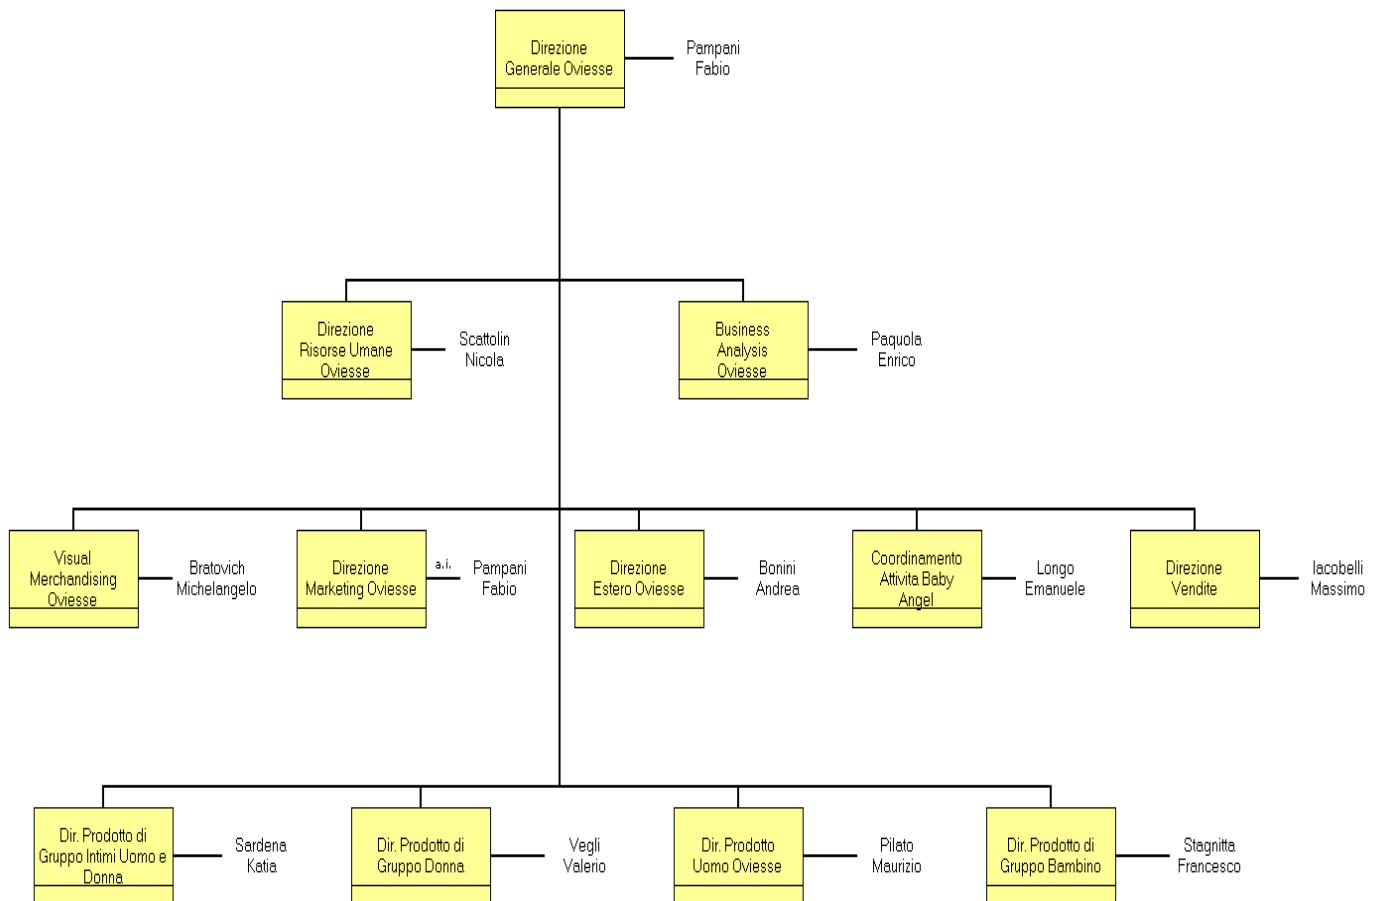 Direzione
Generale Oviesse
Pampani
Fabio
Direzione
Risorse Umane
Oviesse
Scattolin
Nicola
Business
Analysis
Oviesse
Paquola
Enrico
Visual
Merchandising
Oviesse
Bratovich
Michelangelo
Direzione
Marketing Oviesse
a.i.
Pampani
Fabio
Direzione
Estero Oviesse
Bonini
Andrea
Coordinamento
Attivita Baby
Angel
Longo
Emanuele
Direzione
Vendite
Iacobelli
Massimo
Dir. Prodotto di
Gruppo Intimi Uomo e
Donna
Sardena
Katia
Dir. Prodotto di
Gruppo Donna
Vegli
Valerio
Dir. Prodotto
Uomo Oviesse
Pilato
Maurizio
Dir. Prodotto di
Gruppo Bambino
Stagnitta
Francesco